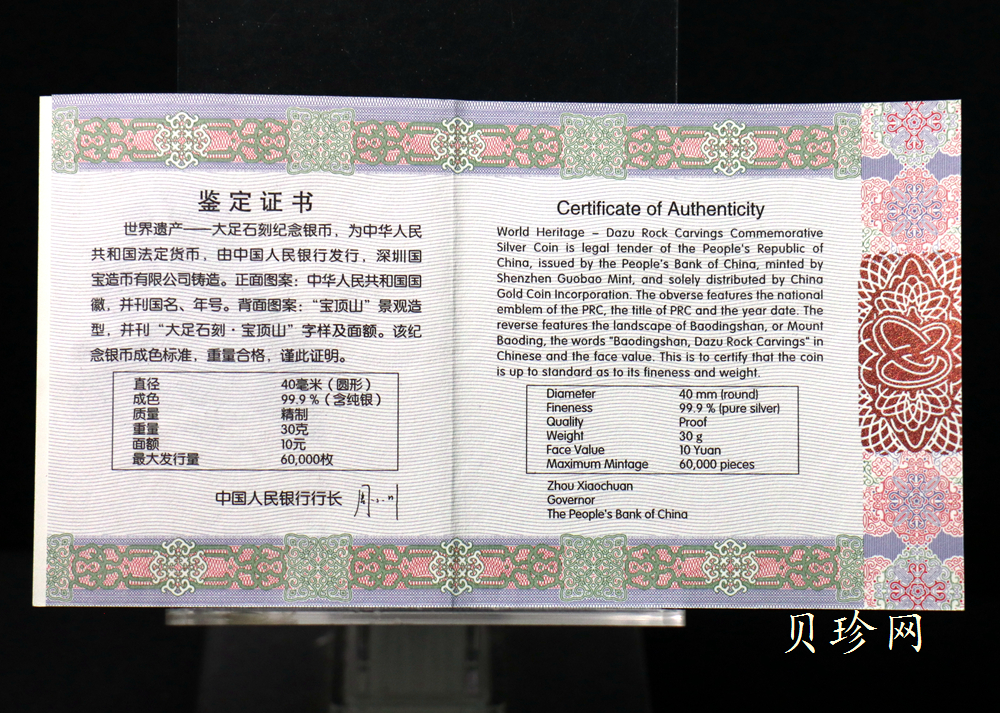 鉴定证书
世界遗产——大足石刻纪念银币，为中华人民
共和国法定货币，由中国人民银行发行，深圳国
宝造币有限公司铸造。正面图案：中华人民共和国国
徽，并刊国名、年号。背面图案：“宝顶山”景观造
型，并刊“大足石刻·宝顶山”字样及面额。该纪
念银币成色标准，重量合格，谨此证明。
直径 40毫米（圆形）
成色 99.9％（含纯银）
质量 精制
重量 30克
面额 10元
最大发行量 60,000枚
中国人民银行行长 周小川
Certificate of Authenticity
World Heritage – Dazu Rock Carvings Commemorative
Silver Coin is legal tender of the People's Republic of
China, issued by the People's Bank of China, minted by
Shenzhen Guobao Mint, and solely distributed by China
Gold Coin Incorporation. The obverse features the national
emblem of the PRC, the title of PRC and the year date. The
reverse features the landscape of Baodingshan, or Mount
Baoding, the words "Baodingshan, Dazu Rock Carvings" in
Chinese and the face value. This is to certify that the coin
is up to standard as to its fineness and weight.
Diameter 40 mm (round)
Fineness 99.9 % (pure silver)
Quality Proof
Weight 30 g
Face Value 10 Yuan
Maximum Mintage 60,000 pieces
Zhou Xiaochuan
Governor
The People's Bank of China
贝珍网